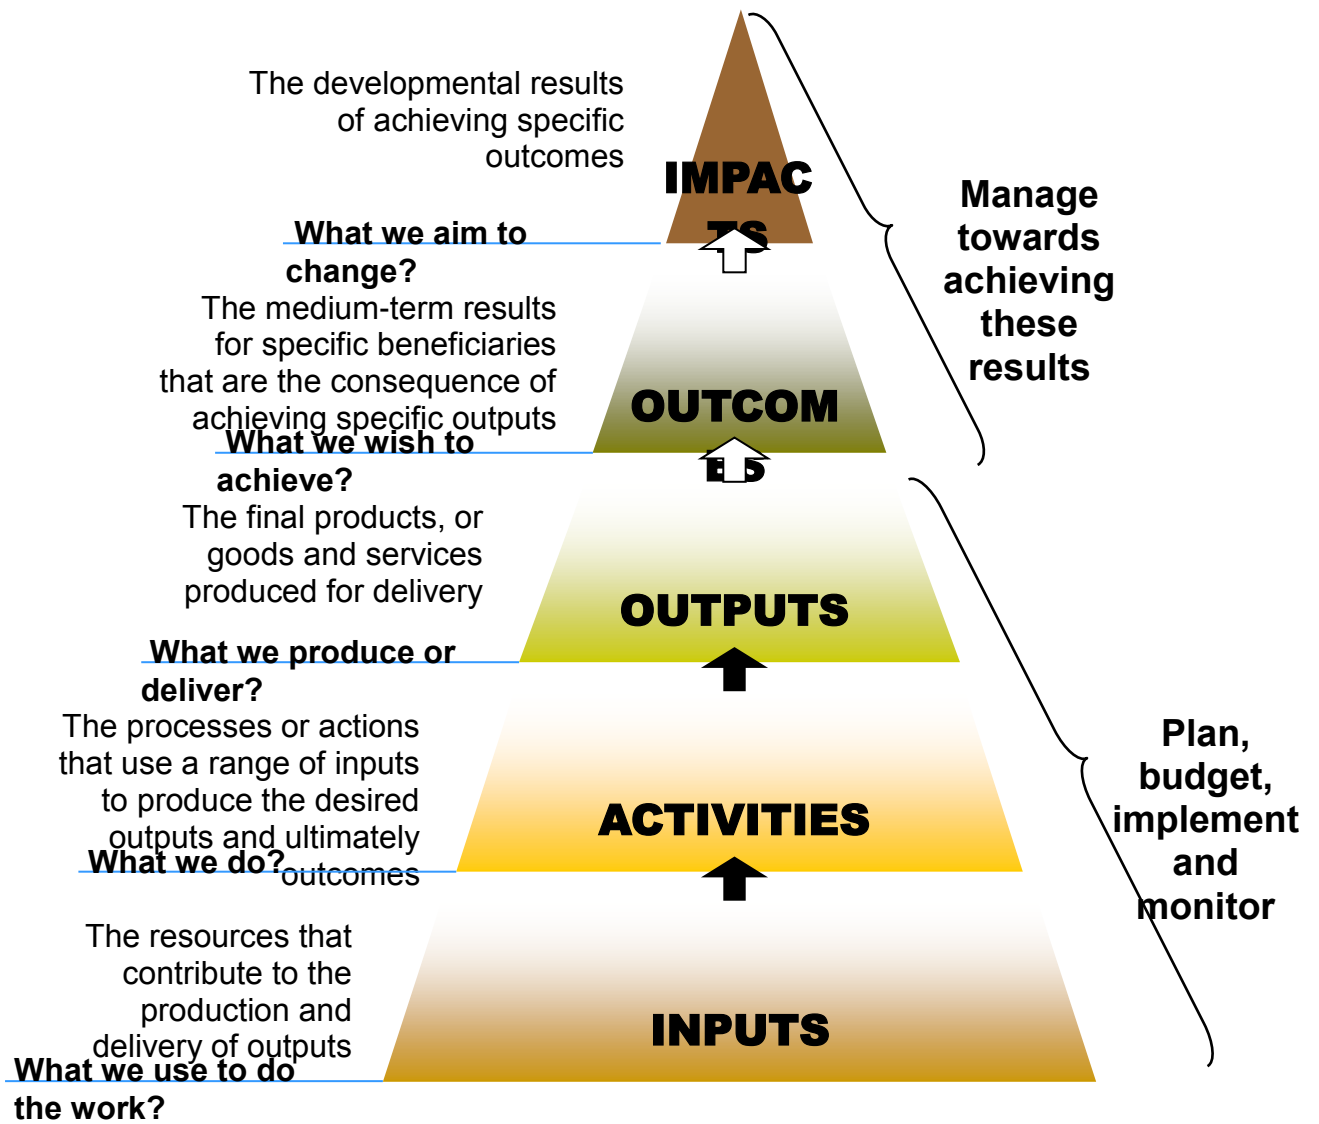 The developmental results
of achieving specific
outcomes
IMPAC
TS
What we aim to
change?
Manage
towards
achieving
these
results
The medium-term results
for specific beneficiaries
that are the consequence of
achieving specific outputs
OUTCOM
ES
What we wish to
achieve?
The final products, or
goods and services
produced for delivery
OUTPUTS
What we produce or
deliver?
The processes or actions
that use a range of inputs
to produce the desired
outputs and ultimately
outcomes
ACTIVITIES
What we do?
Plan,
budget,
implement
and
monitor
The resources that
contribute to the
production and
delivery of outputs
INPUTS
What we use to do
the work?